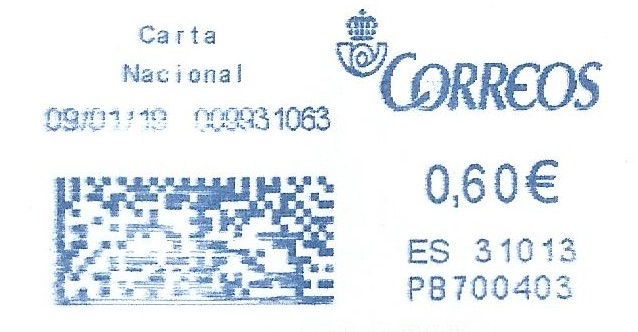 Carta
Nacional
09/01/19 009931063
CORREOS
0,60€
ES 31013
PB700403